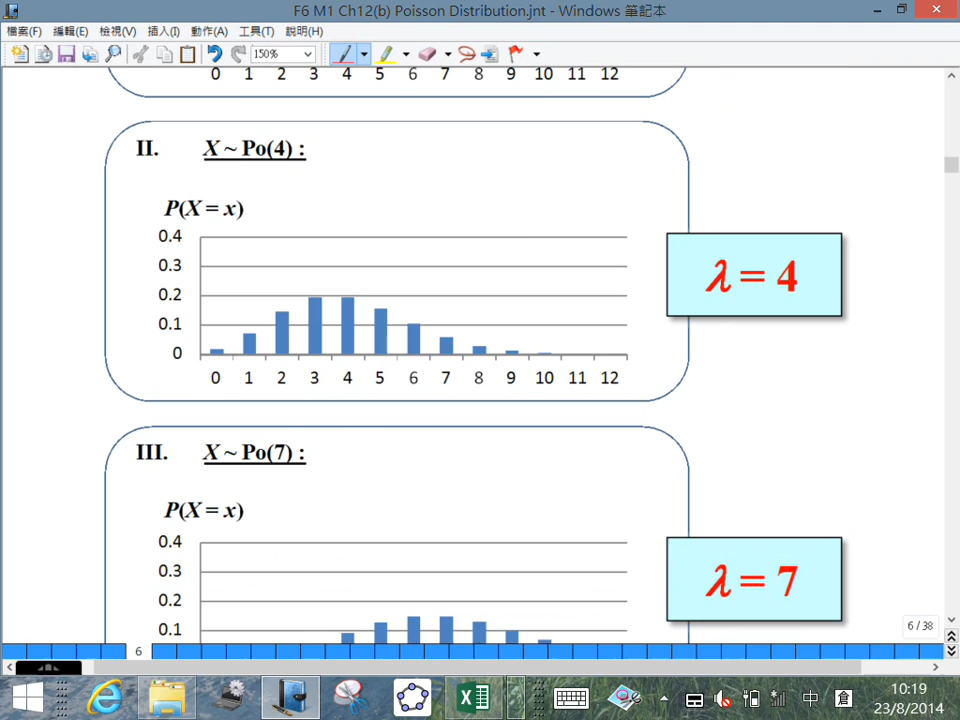 F6 M1 Ch12(b) Poisson Distribution.jnt - Windows 筆記本
檔案(F) 編輯(E) 檢視(V) 插入(I) 動作(A) 工具(T) 說明(H)
150%
0 1 2 3 4 5 6 7 8 9 10 11 12
II. X ~ Po(4) :
P(X = x)
0.4
0.3
0.2
0.1
0
0 1 2 3 4 5 6 7 8 9 10 11 12
λ = 4
III. X ~ Po(7) :
P(X = x)
0.4
0.3
0.2
0.1
λ = 7
6 / 38
6
中 倉
10:19
23/8/2014